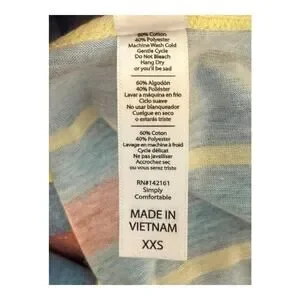 60% Cotton
40% Polyester
Machine Wash Cold
Gentle Cycle
Do Not Bleach
Hang Dry
or you'll be sad
60% Algodón
40% Poliéster
Lavar a máquina en frio
Ciclo suave
No usar blanqueador
Cuelgue en seco
o estarás triste
60% Coton
40% Polyester
Lavage en machine à froid
Cycle délicat
Ne pas javelliser
Accrochez sec
ou vous serez triste
RN#142161
Simply
Comfortable
MADE IN
VIETNAM
XXS